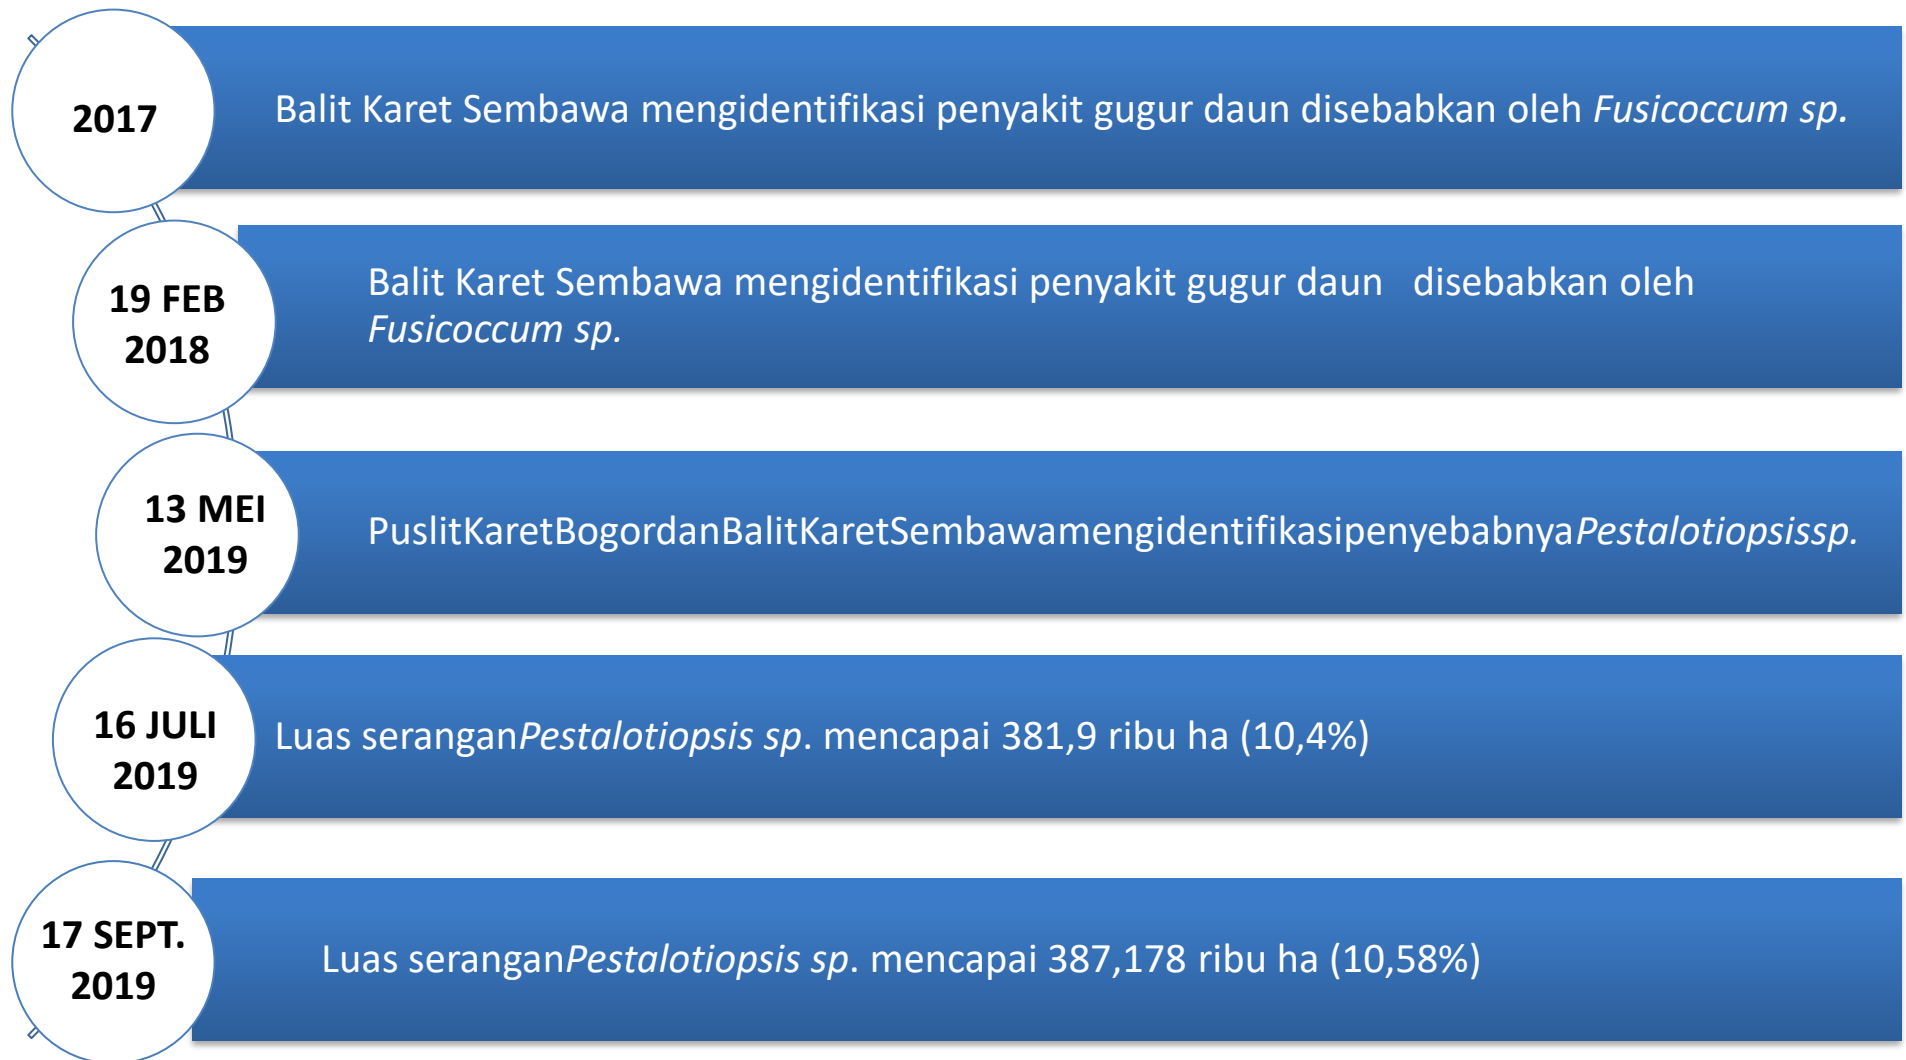 2017
Balit Karet Sembawa mengidentifikasi penyakit gugur daun disebabkan oleh Fusicoccum sp.
19 FEB
2018
Balit Karet Sembawa mengidentifikasi penyakit gugur daun   disebabkan oleh
Fusicoccum sp.
13 MEI
2019
PuslitKaretBogordanBalitKaretSembawamengidentifikasipenyebabnyaPestalotiopsissp.
16 JULI
2019
Luas seranganPestalotiopsis sp. mencapai 381,9 ribu ha (10,4%)
17 SEPT.
2019
Luas seranganPestalotiopsis sp. mencapai 387,178 ribu ha (10,58%)